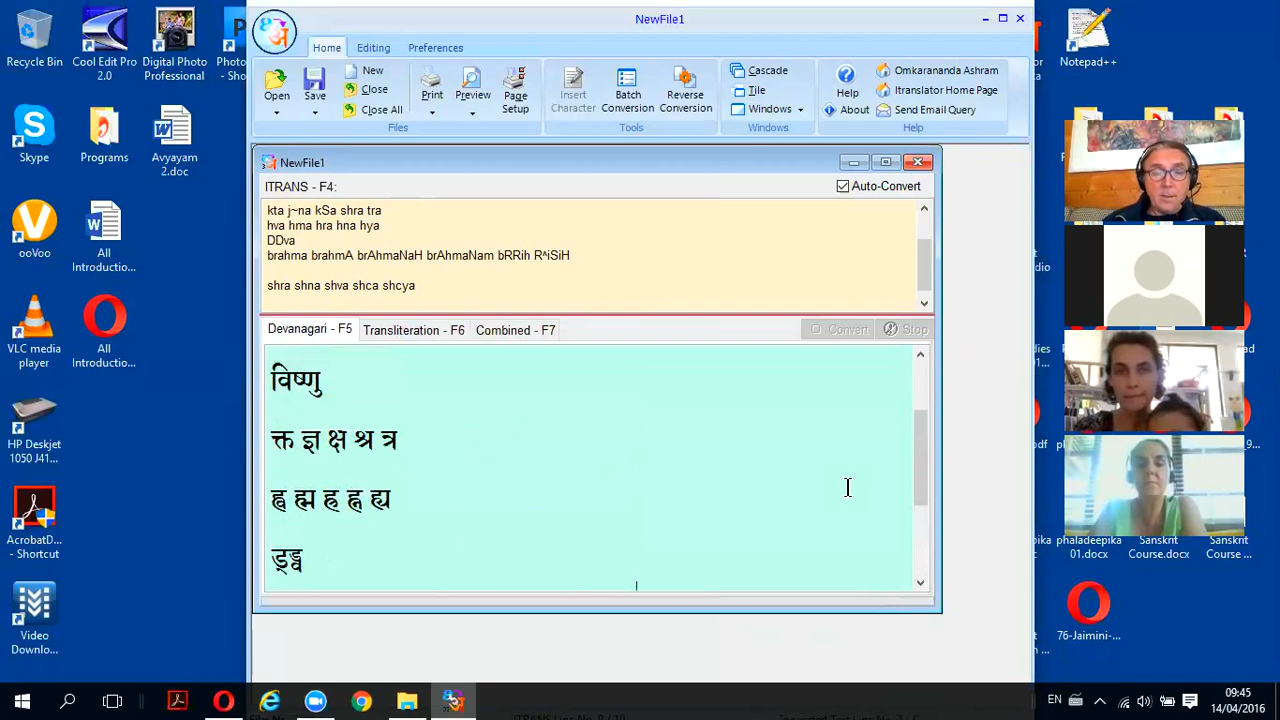 NewFile1
Home Editing Preferences
Open Save New Close Close All Print Preview Page Setup Insert Character Batch Conversion Reverse Conversion Cascade Tile Windows Help About Omkarananda Ashram Itranslator Home Page Send Email Query
Files Tools Windows Help
NewFile1
ITRANS - F4: Auto-Convert
kta j~na kSa shra tra
hva hma hra hna hya
DDva
brahma brahmA brAhmaNaH brAhmaNam bRRih R^iSiH
shra shna shva shca shcya
Devanagari - F5 Transliteration - F6 Combined - F7 Convert Stop
विष्णु
क्त ज्ञ क्ष श्र त्र
ह्व ह्म ह्र ह्न ह्य
ड्ड्व
Recycle Bin
Cool Edit Pro 2.0
Digital Photo Professional
Skype
Programs
Avyayam 2.doc
ooVoo
All Introductio...
VLC media player
All Introductio...
HP Deskjet 1050 J41...
AcrobatD... - Shortcut
Video Downlo...
Notepad++
phaladeepika 01.docx
Sanskrit Course.docx
Sanskrit Course ...
76-Jaimini-...
EN
09:45
14/04/2016